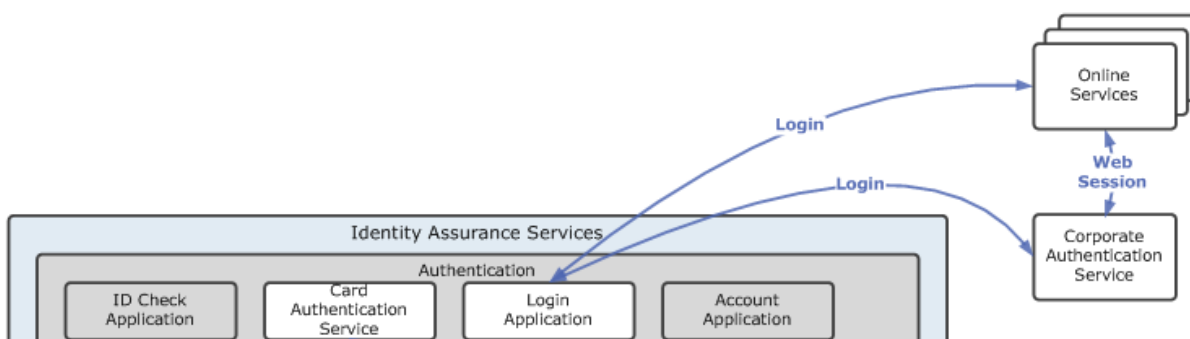 Online
Services
Login
Web
Session
Login
Identity Assurance Services
Corporate
Authentication
Service
Authentication
ID Check
Application
Card
Authentication
Service
Login
Application
Account
Application